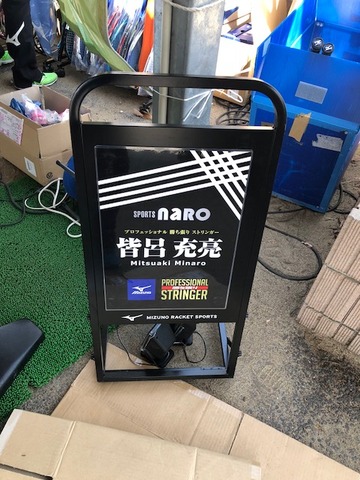 SPORTS naro
プロフェッショナル 勝ち張り ストリンガー
皆呂 充亮
Mitsuaki Minaro
MIZUNO
PROFESSIONAL
STRINGER
MIZUNO RACKET SPORTS